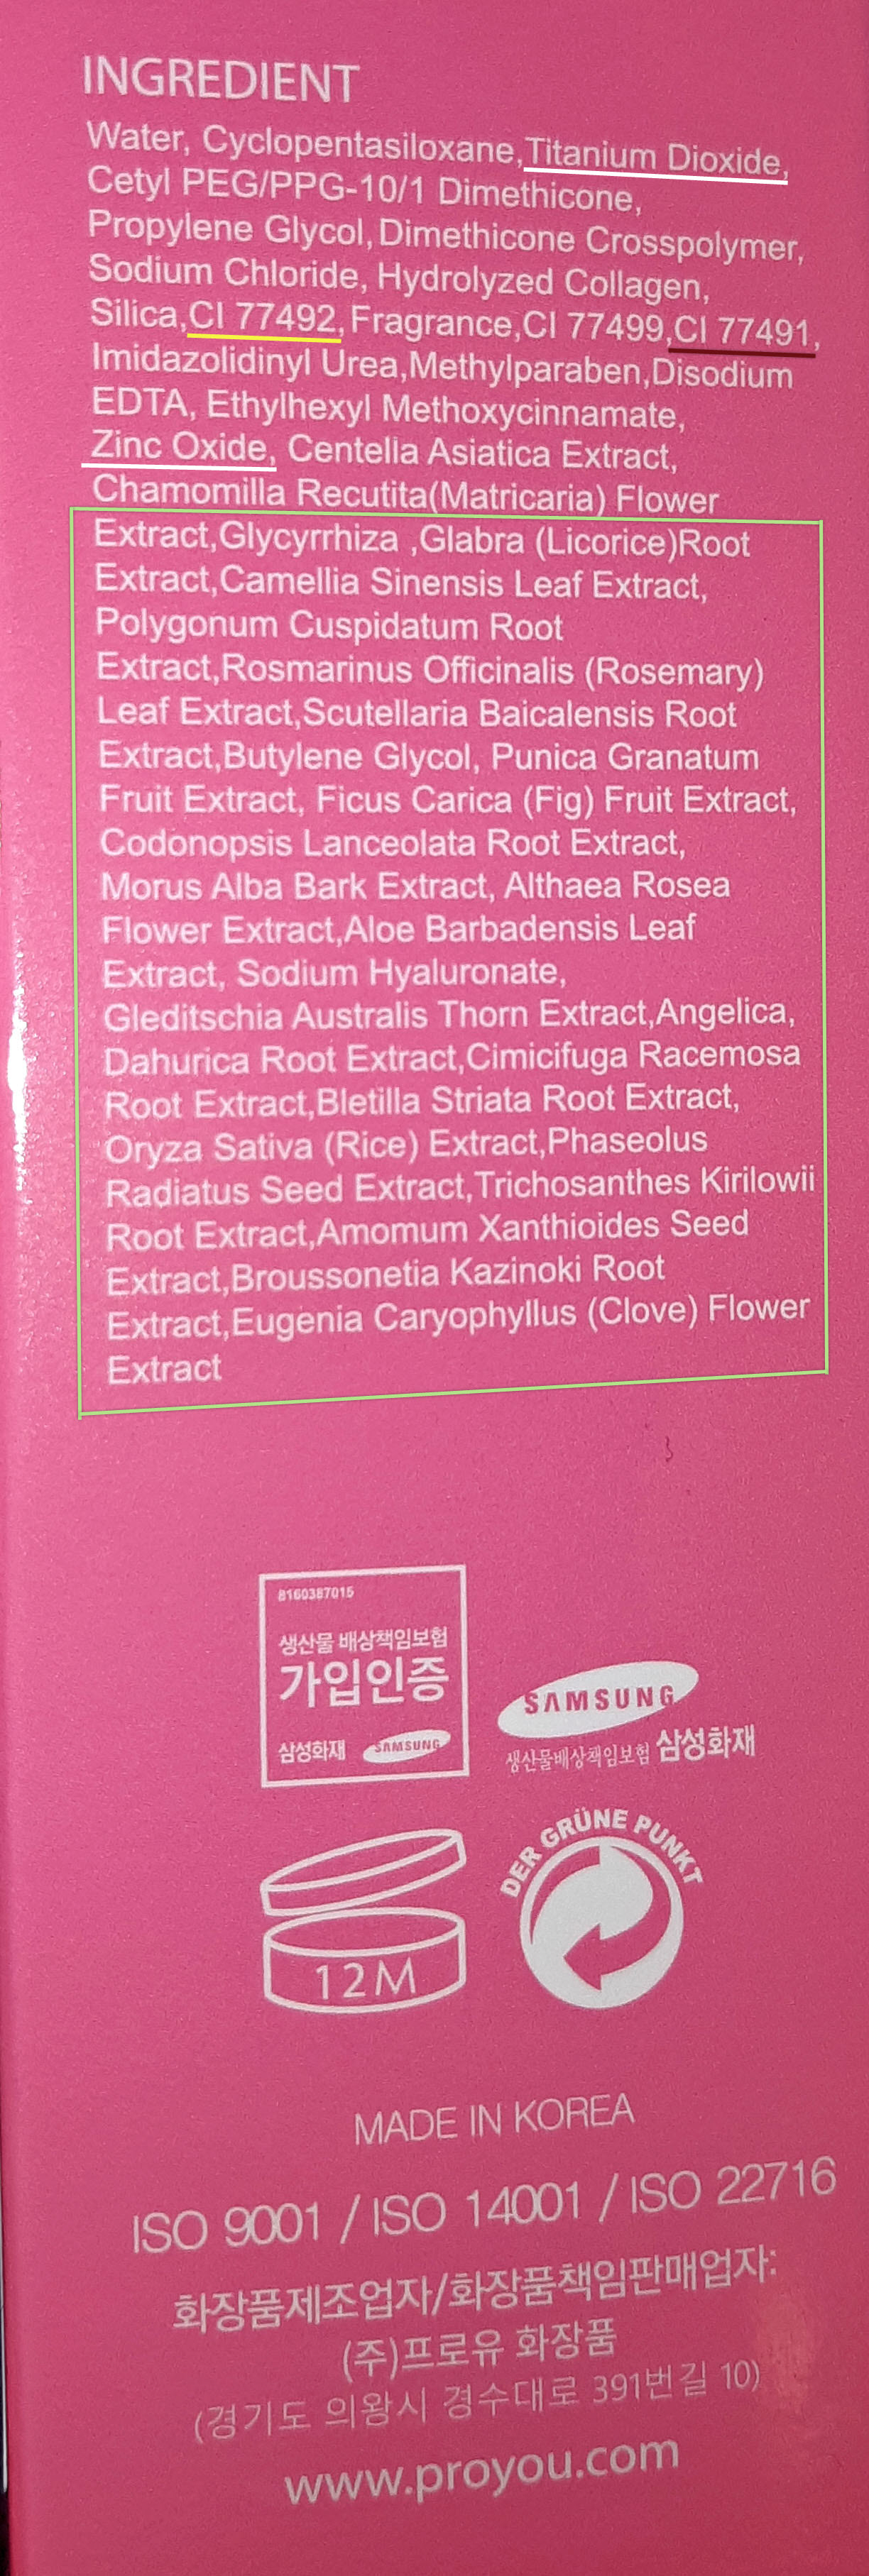 INGREDIENT
Water, Cyclopentasiloxane,Titanium Dioxide,
Cetyl PEG/PPG-10/1 Dimethicone,
Propylene Glycol, Dimethicone Crosspolymer,
Sodium Chloride, Hydrolyzed Collagen,
Silica,CI 77492, Fragrance,CI 77499,CI 77491,
Imidazolidinyl Urea,Methylparaben,Disodium
EDTA, Ethylhexyl Methoxycinnamate,
Zinc Oxide, Centella Asiatica Extract,
Chamomilla Recutita(Matricaria) Flower
Extract,Glycyrrhiza ,Glabra (Licorice)Root
Extract,Camellia Sinensis Leaf Extract,
Polygonum Cuspidatum Root
Extract,Rosmarinus Officinalis (Rosemary)
Leaf Extract,Scutellaria Baicalensis Root
Extract,Butylene Glycol, Punica Granatum
Fruit Extract, Ficus Carica (Fig) Fruit Extract,
Codonopsis Lanceolata Root Extract,
Morus Alba Bark Extract, Althaea Rosea
Flower Extract,Aloe Barbadensis Leaf
Extract, Sodium Hyaluronate,
Gleditschia Australis Thorn Extract,Angelica,
Dahurica Root Extract,Cimicifuga Racemosa
Root Extract,Bletilla Striata Root Extract,
Oryza Sativa (Rice) Extract,Phaseolus
Radiatus Seed Extract,Trichosanthes Kirilowii
Root Extract,Amomum Xanthioides Seed
Extract,Broussonetia Kazinoki Root
Extract,Eugenia Caryophyllus (Clove) Flower
Extract
8160387015
생산물 배상책임보험
가입인증
삼성화재 SAMSUNG
SAMSUNG
생산물배상책임보험 삼성화재
12M
DER GRÜNE PUNKT
MADE IN KOREA
ISO 9001 / ISO 14001 / ISO 22716
화장품제조업자/화장품책임판매업자:
(주)프로유 화장품
(경기도 의왕시 경수대로 391번길 10)
www.proyou.com